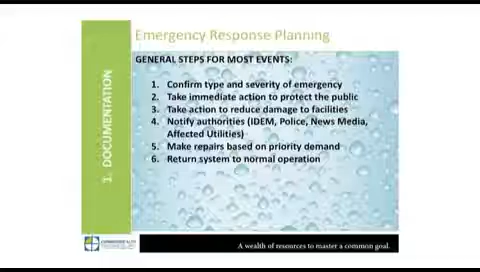 Emergency Response Planning
GENERAL STEPS FOR MOST EVENTS:
1. Confirm type and severity of emergency
2. Take immediate action to protect the public
3. Take action to reduce damage to facilities
4. Notify authorities (IDEM, Police, News Media,
Affected Utilities)
5. Make repairs based on priority demand
6. Return system to normal operation
1. DOCUMENTATION
A wealth of resources to master a common goal.